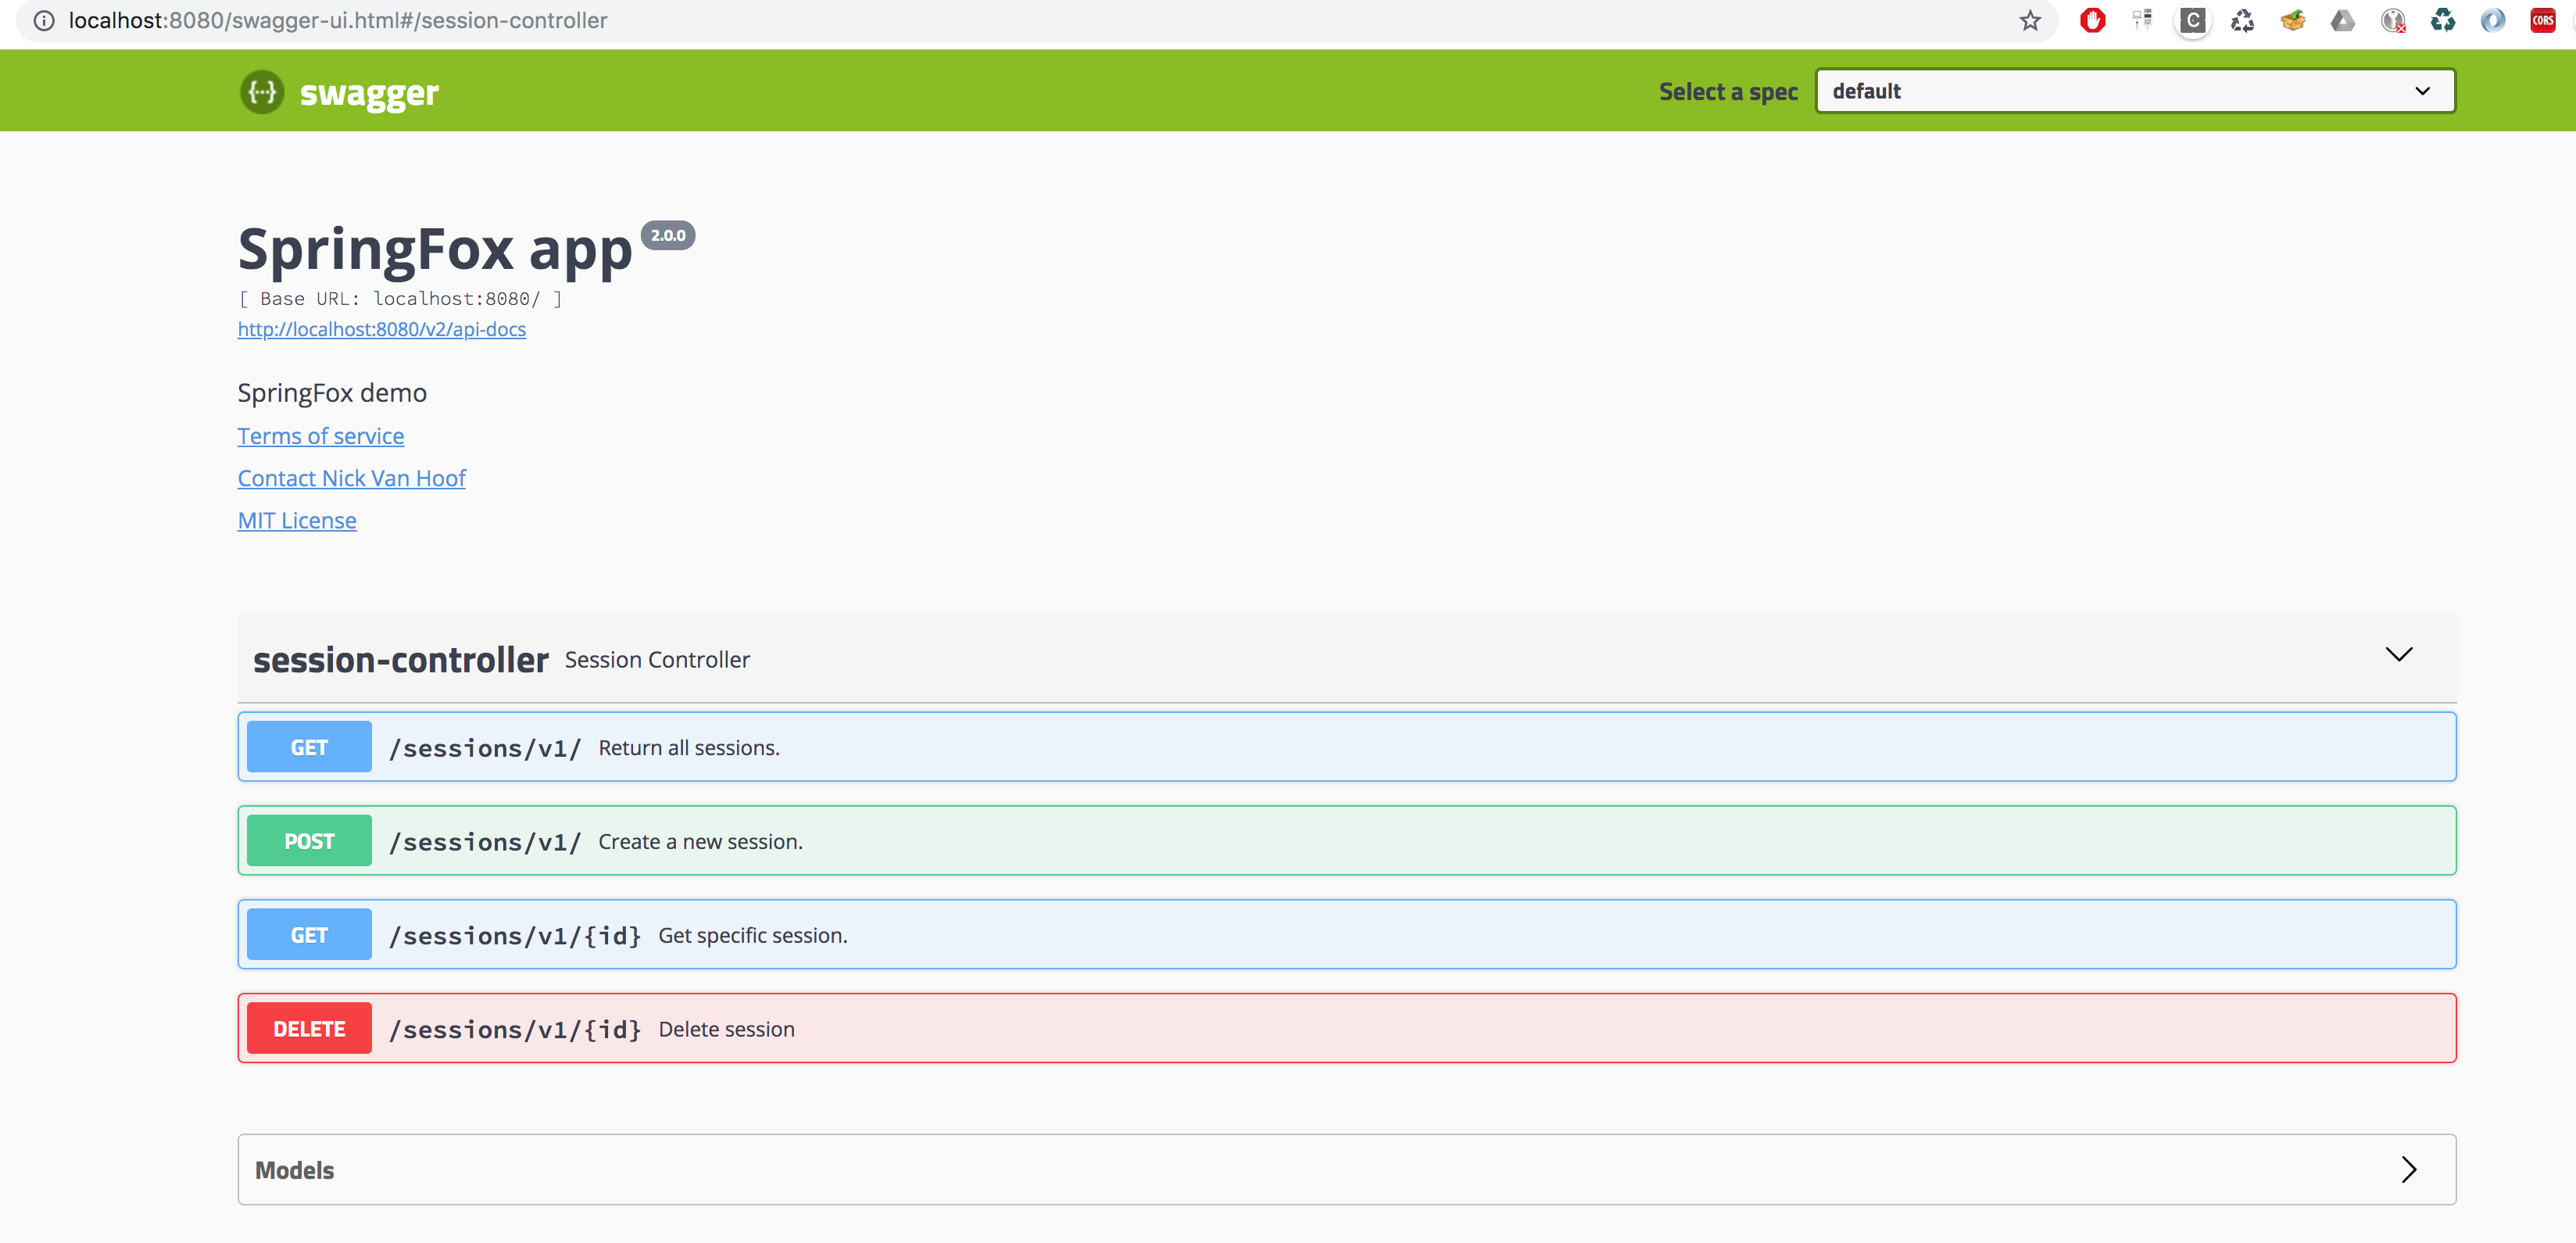 localhost:8080/swagger-ui.html#/session-controller
C
CORS
{···} swagger
Select a spec default
SpringFox app 2.0.0
[ Base URL: localhost:8080/ ]
http://localhost:8080/v2/api-docs
SpringFox demo
Terms of service
Contact Nick Van Hoof
MIT License
session-controller Session Controller
GET /sessions/v1/ Return all sessions.
POST /sessions/v1/ Create a new session.
GET /sessions/v1/{id} Get specific session.
DELETE /sessions/v1/{id} Delete session
Models